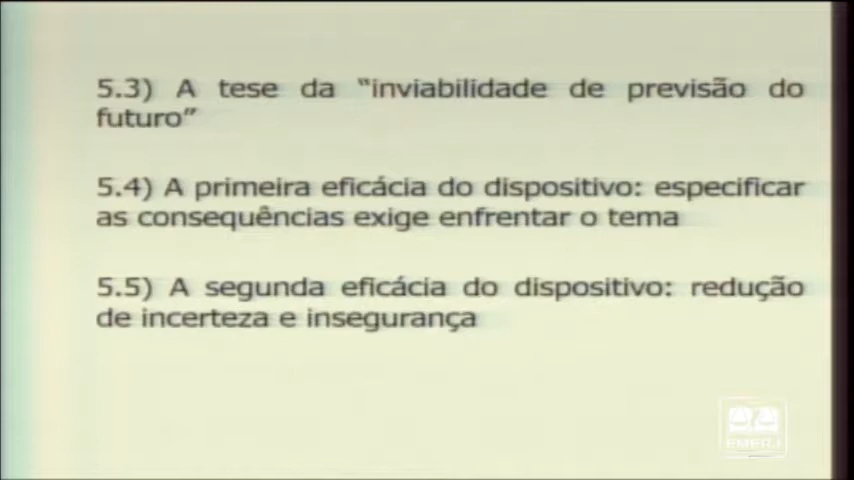 5.3) A tese da “inviabilidade de previsão do
futuro”
5.4) A primeira eficácia do dispositivo: especificar
as consequências exige enfrentar o tema
5.5) A segunda eficácia do dispositivo: redução
de incerteza e insegurança
EMERJ